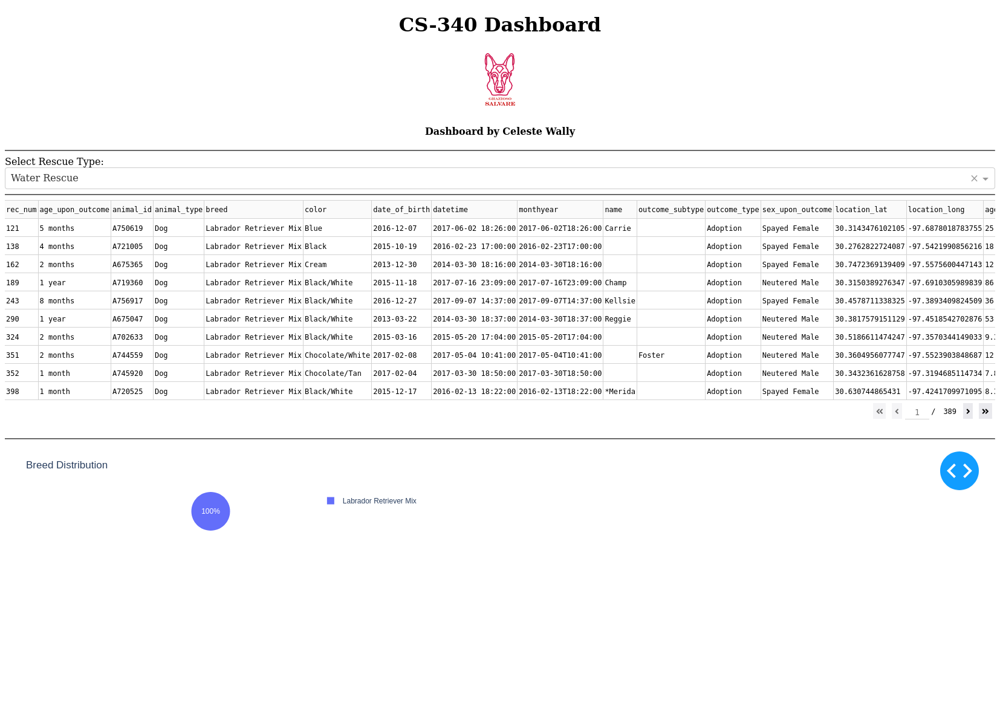 CS-340 Dashboard
GRAZIOSO
SALVARE
Dashboard by Celeste Wally
Select Rescue Type:
Water Rescue
rec_num age_upon_outcome animal_id animal_type breed color date_of_birth datetime monthyear name outcome_subtype outcome_type sex_upon_outcome location_lat location_long
121 5 months A750619 Dog Labrador Retriever Mix Blue 2016-12-07 2017-06-02 18:26:00 2017-06-02T18:26:00 Carrie Adoption Spayed Female 30.3143476102105 -97.6878018783755 25
138 4 months A721005 Dog Labrador Retriever Mix Black 2015-10-19 2016-02-23 17:00:00 2016-02-23T17:00:00 Adoption Spayed Female 30.2762822724087 -97.5421990856216 18
162 2 months A675365 Dog Labrador Retriever Mix Cream 2013-12-30 2014-03-30 18:16:00 2014-03-30T18:16:00 Adoption Spayed Female 30.7472369139409 -97.5575600447143 12
189 1 year A719360 Dog Labrador Retriever Mix Black/White 2015-11-18 2017-07-16 23:09:00 2017-07-16T23:09:00 Champ Adoption Neutered Male 30.3150389276347 -97.6910305989839 86
243 8 months A756917 Dog Labrador Retriever Mix Black/White 2016-12-27 2017-09-07 14:37:00 2017-09-07T14:37:00 Kellsie Adoption Spayed Female 30.4578711338325 -97.3893409824509 36
290 1 year A675047 Dog Labrador Retriever Mix Black/White 2013-03-22 2014-03-30 18:37:00 2014-03-30T18:37:00 Reggie Adoption Neutered Male 30.3817579151129 -97.4518542702876 53
324 2 months A702633 Dog Labrador Retriever Mix Black/White 2015-03-16 2015-05-20 17:04:00 2015-05-20T17:04:00 Adoption Neutered Male 30.5186611474247 -97.3570344149033 9.
351 2 months A744559 Dog Labrador Retriever Mix Chocolate/White 2017-02-08 2017-05-04 10:41:00 2017-05-04T10:41:00 Foster Adoption Neutered Male 30.3604956077747 -97.5523903848687 12
352 1 month A745920 Dog Labrador Retriever Mix Chocolate/Tan 2017-02-04 2017-03-30 18:50:00 2017-03-30T18:50:00 Adoption Neutered Male 30.3432361628758 -97.3194685114734 7.
398 1 month A720525 Dog Labrador Retriever Mix Black/White 2015-12-17 2016-02-13 18:22:00 2016-02-13T18:22:00 *Merida Adoption Spayed Female 30.630744865431 -97.4241709971095 8.
1 / 389
Breed Distribution
100%
Labrador Retriever Mix